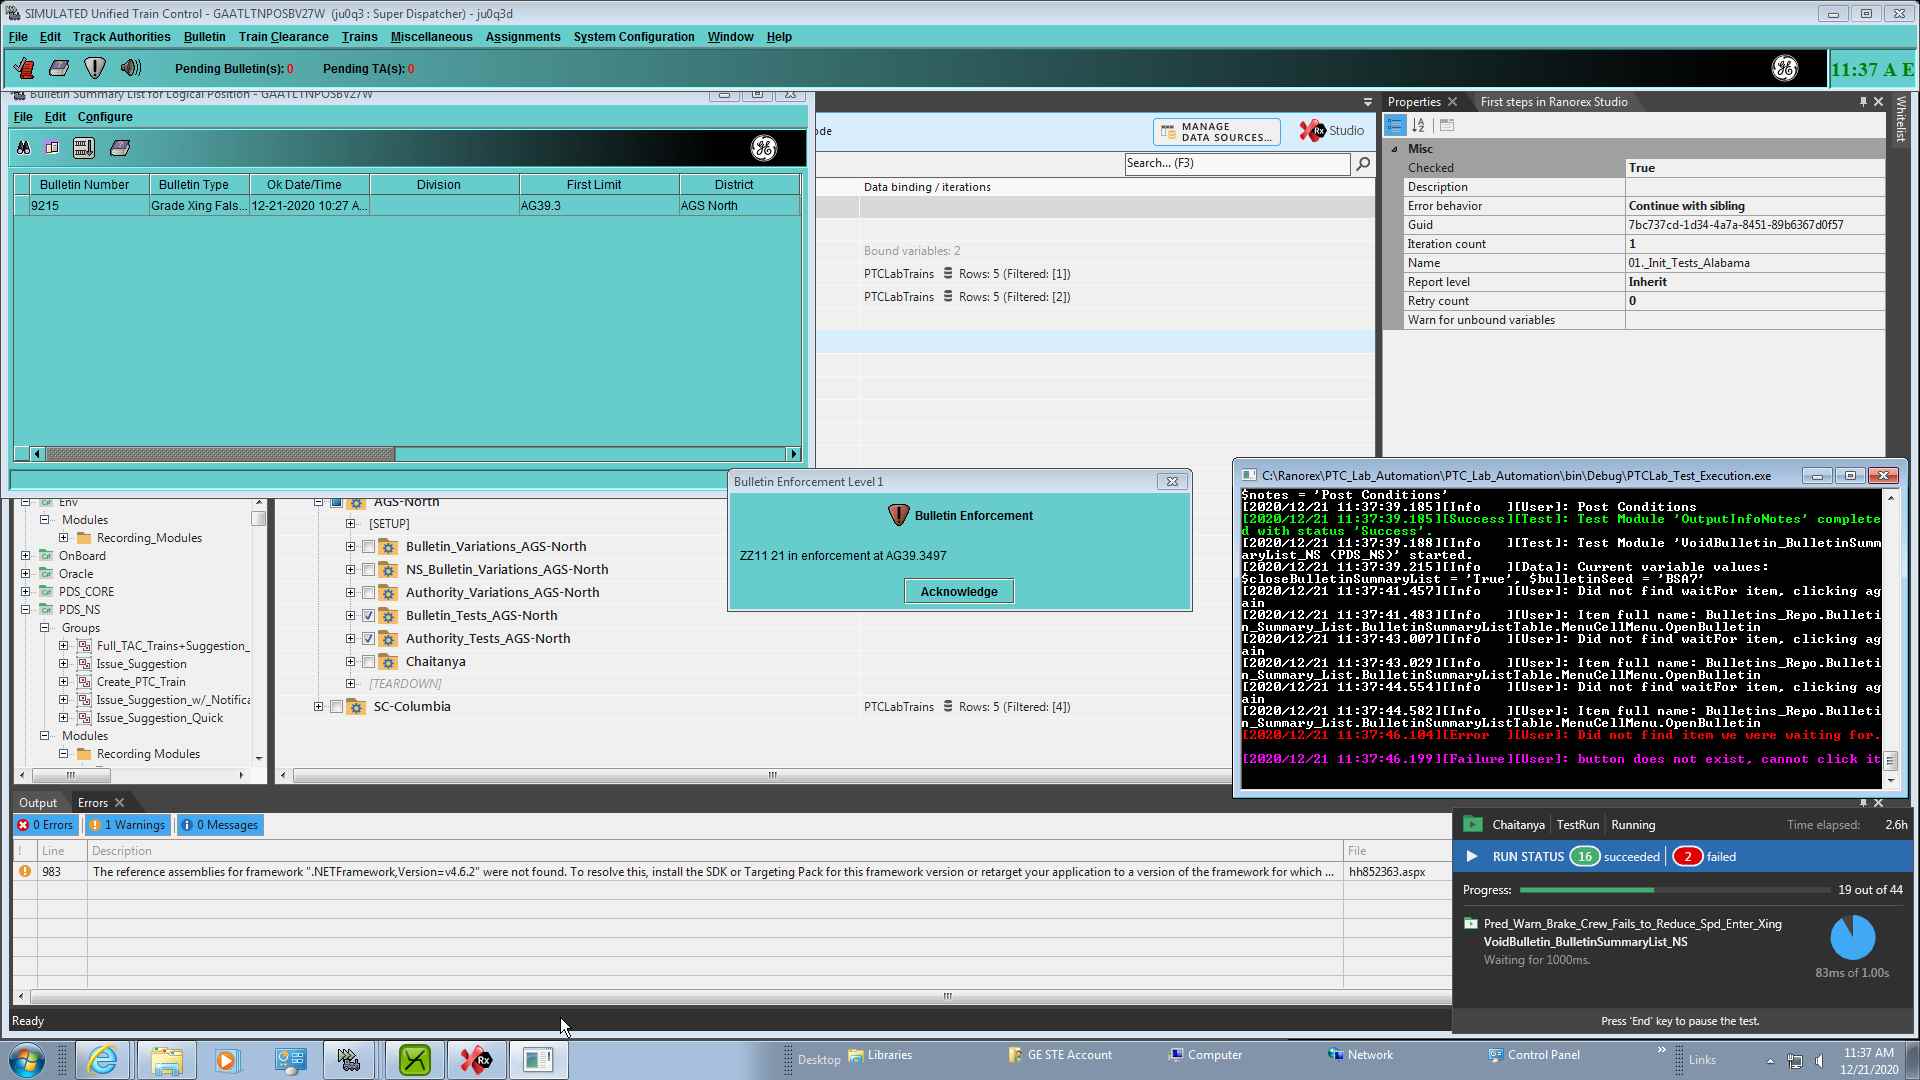 SIMULATED Unified Train Control - GAATLTNPOSBV27W (ju0q3 : Super Dispatcher) - ju0q3d
File Edit Track Authorities Bulletin Train Clearance Trains Miscellaneous Assignments System Configuration Window Help
Pending Bulletin(s): 0 Pending TA(s): 0
11:37 A E
Bulletin Summary List for Logical Position - GAATLTNPOSBV27W
File Edit Configure
Bulletin Number Bulletin Type Ok Date/Time Division First Limit District
9215 Grade Xing Fals... 12-21-2020 10:27 A... AG39.3 AGS North
MANAGE
DATA SOURCES...
Studio
Search... (F3)
Data binding / iterations
Bound variables: 2
PTCLabTrains Rows: 5 (Filtered: [1])
PTCLabTrains Rows: 5 (Filtered: [2])
Properties First steps in Ranorex Studio
Whitelist
Misc
Checked True
Description
Error behavior Continue with sibling
Guid 7bc737cd-1d34-4a7a-8451-89b6367d0f57
Iteration count 1
Name 01._Init_Tests_Alabama
Report level Inherit
Retry count 0
Warn for unbound variables
Env
Modules
Recording_Modules
OnBoard
Oracle
PDS_CORE
PDS_NS
Groups
Full_TAC_Trains+Suggestion_
Issue_Suggestion
Create_PTC_Train
Issue_Suggestion_w/_Notifica
Issue_Suggestion_Quick
Modules
Recording Modules
AGS-North
[SETUP]
Bulletin_Variations_AGS-North
NS_Bulletin_Variations_AGS-North
Authority_Variations_AGS-North
Bulletin_Tests_AGS-North
Authority_Tests_AGS-North
Chaitanya
[TEARDOWN]
SC-Columbia PTCLabTrains Rows: 5 (Filtered: [4])
Bulletin Enforcement Level 1
Bulletin Enforcement
ZZ11 21 in enforcement at AG39.3497
Acknowledge
C:\Ranorex\PTC_Lab_Automation\PTC_Lab_Automation\bin\Debug\PTCLab_Test_Execution.exe
$notes = 'Post Conditions'
[2020/12/21 11:37:39.185][Info ][User]: Post Conditions
[2020/12/21 11:37:39.185][Success][Test]: Test Module 'OutputInfoNotes' complete
d with status 'Success'.
[2020/12/21 11:37:39.188][Info ][Test]: Test Module 'VoidBulletin_BulletinSumm
aryList_NS (PDS_NS)' started.
[2020/12/21 11:37:39.215][Info ][Data]: Current variable values:
$closeBulletinSummaryList = 'True', $bulletinSeed = 'BSA7'
[2020/12/21 11:37:41.457][Info ][User]: Did not find waitFor item, clicking ag
ain
[2020/12/21 11:37:41.483][Info ][User]: Item full name: Bulletins_Repo.Bulleti
n_Summary_List.BulletinSummaryListTable.MenuCellMenu.OpenBulletin
[2020/12/21 11:37:43.007][Info ][User]: Did not find waitFor item, clicking ag
ain
[2020/12/21 11:37:43.029][Info ][User]: Item full name: Bulletins_Repo.Bulleti
n_Summary_List.BulletinSummaryListTable.MenuCellMenu.OpenBulletin
[2020/12/21 11:37:44.554][Info ][User]: Did not find waitFor item, clicking ag
ain
[2020/12/21 11:37:44.582][Info ][User]: Item full name: Bulletins_Repo.Bulleti
n_Summary_List.BulletinSummaryListTable.MenuCellMenu.OpenBulletin
[2020/12/21 11:37:46.104][Error ][User]: Did not find item we were waiting for.
[2020/12/21 11:37:46.199][Failure][User]: button does not exist, cannot click it
Output Errors
0 Errors 1 Warnings 0 Messages
! Line Description File
983 The reference assemblies for framework ".NETFramework,Version=v4.6.2" were not found. To resolve this, install the SDK or Targeting Pack for this framework version or retarget your application to a version of the framework for which ... hh852363.aspx
Ready
Chaitanya TestRun Running Time elapsed: 2.6h
RUN STATUS 16 succeeded 2 failed
Progress: 19 out of 44
Pred_Warn_Brake_Crew_Fails_to_Reduce_Spd_Enter_Xing
VoidBulletin_BulletinSummaryList_NS
Waiting for 1000ms.
83ms of 1.00s
Press 'End' key to pause the test.
Desktop Libraries GE STE Account Computer Network Control Panel » Links
11:37 AM
12/21/2020